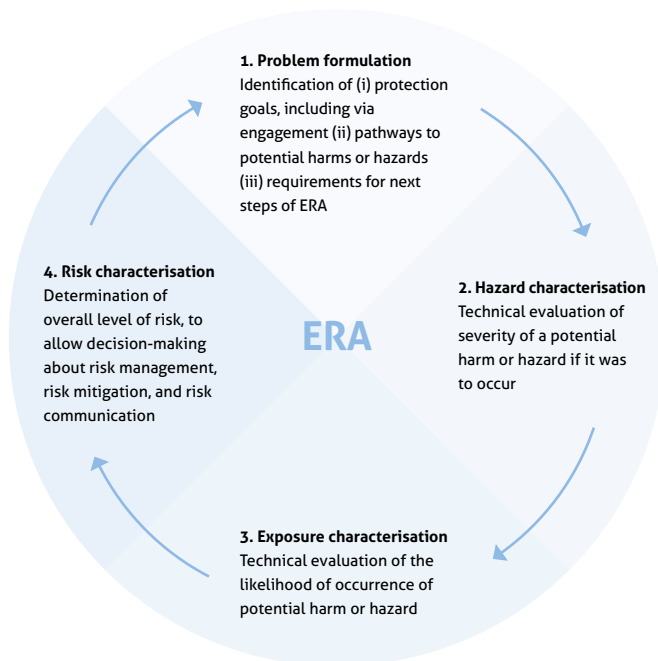 1. Problem formulation
Identification of (i) protection
goals, including via
engagement (ii) pathways to
potential harms or hazards
(iii) requirements for next
steps of ERA
2. Hazard characterisation
Technical evaluation of
severity of a potential
harm or hazard if it was
to occur
3. Exposure characterisation
Technical evaluation of the
likelihood of occurrence of
potential harm or hazard
4. Risk characterisation
Determination of
overall level of risk, to
allow decision-making
about risk management,
risk mitigation, and risk
communication
ERA